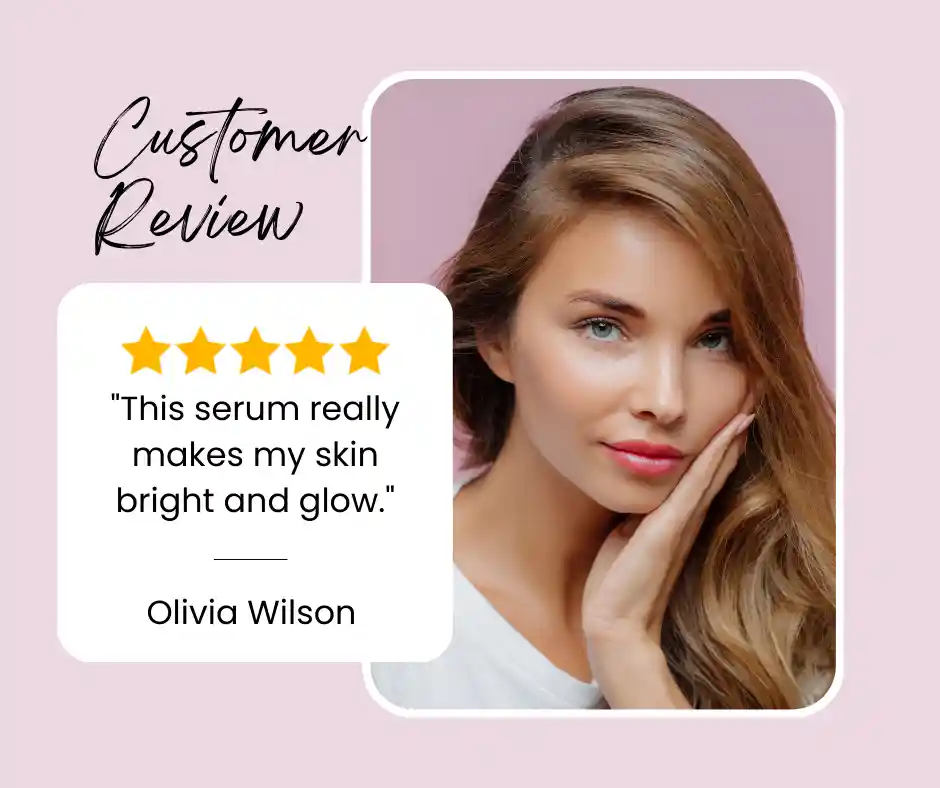 Customer
Review
"This serum really
makes my skin
bright and glow."
Olivia Wilson